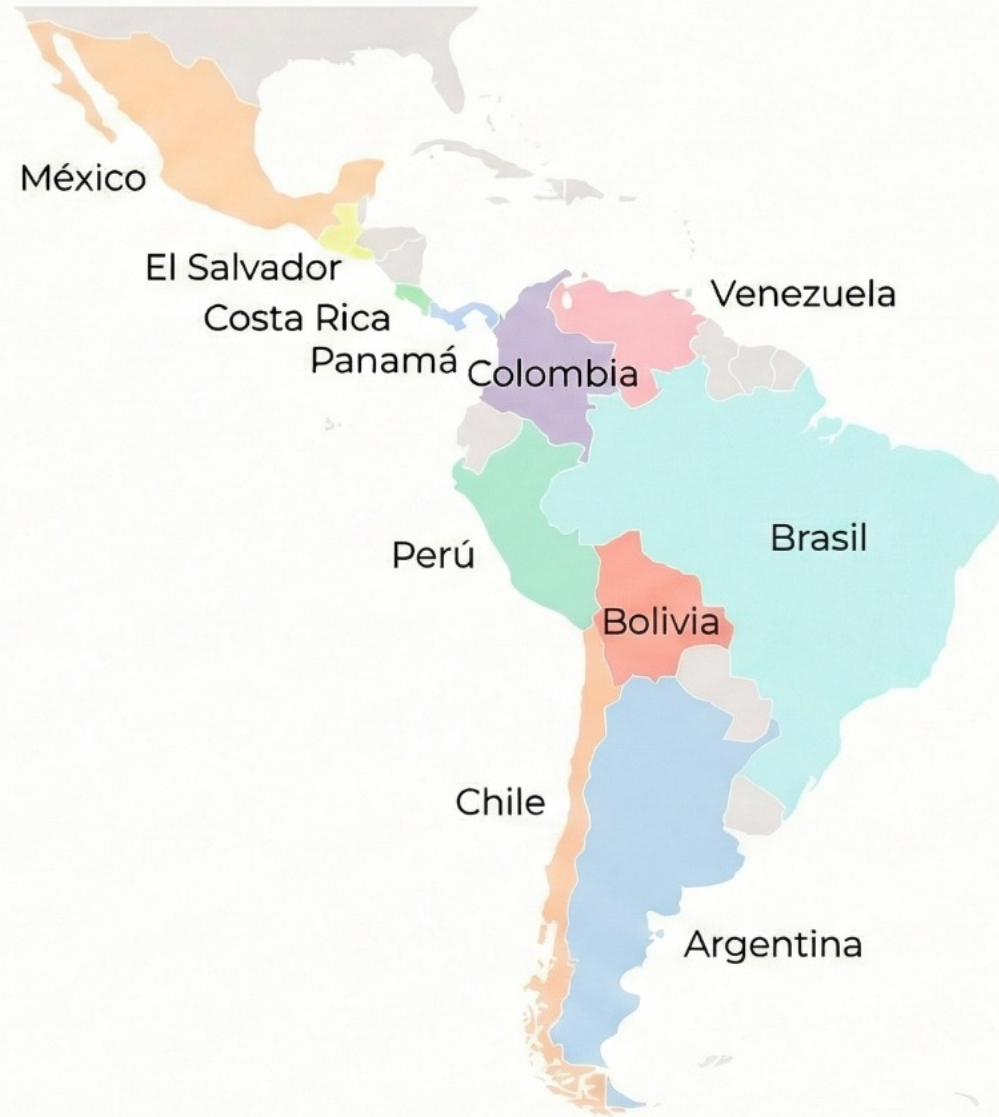 México
El Salvador
Costa Rica
Panamá
Colombia
Venezuela
Perú
Brasil
Bolivia
Chile
Argentina